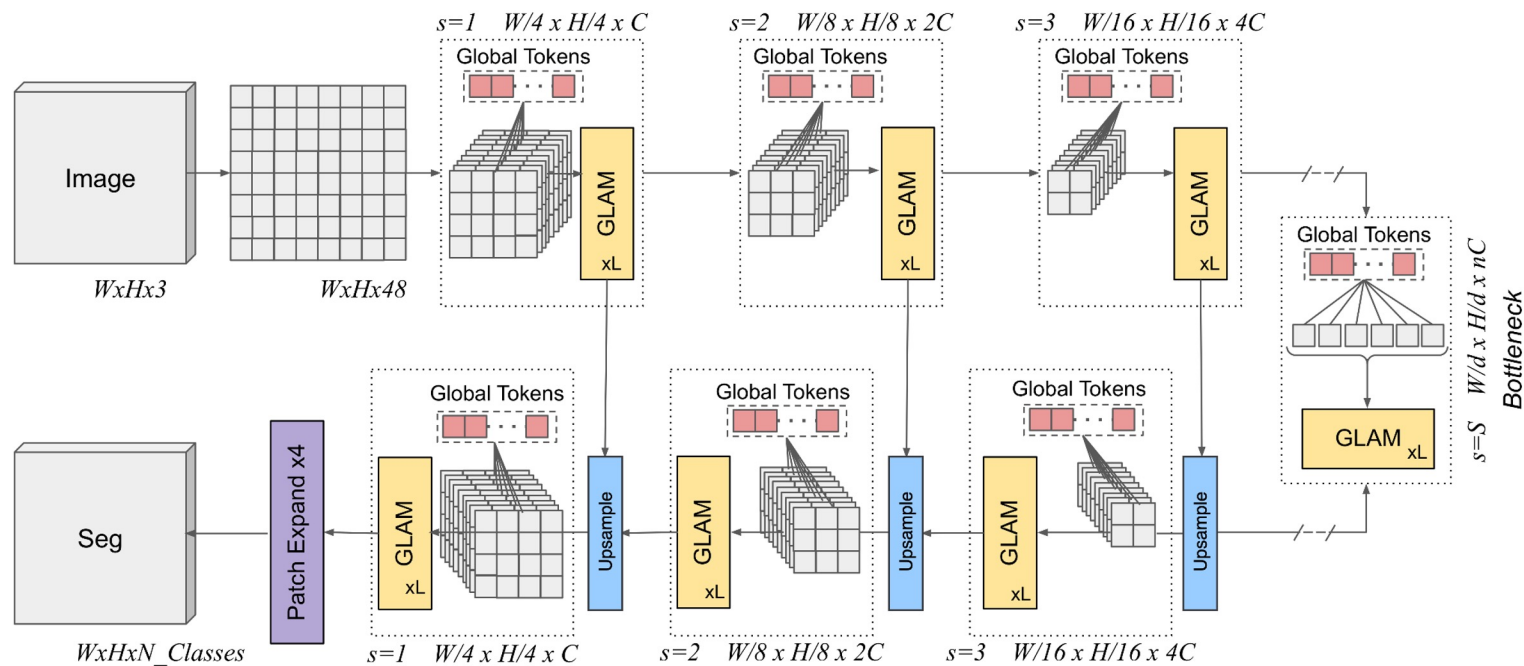 s=1 W/4 x H/4 x C
s=2 W/8 x H/8 x 2C
s=3 W/16 x H/16 x 4C
Global Tokens
Global Tokens
Global Tokens
Image
GLAM
xL
GLAM
xL
GLAM
xL
WxHx3
WxHx48
Global Tokens
GLAM
xL
s=S W/d x H/d x nC
Bottleneck
Global Tokens
Global Tokens
Global Tokens
Seg
Patch Expand x4
GLAM
xL
Upsample
GLAM
xL
Upsample
GLAM
xL
Upsample
WxHxN_Classes
s=1 W/4 x H/4 x C
s=2 W/8 x H/8 x 2C
s=3 W/16 x H/16 x 4C